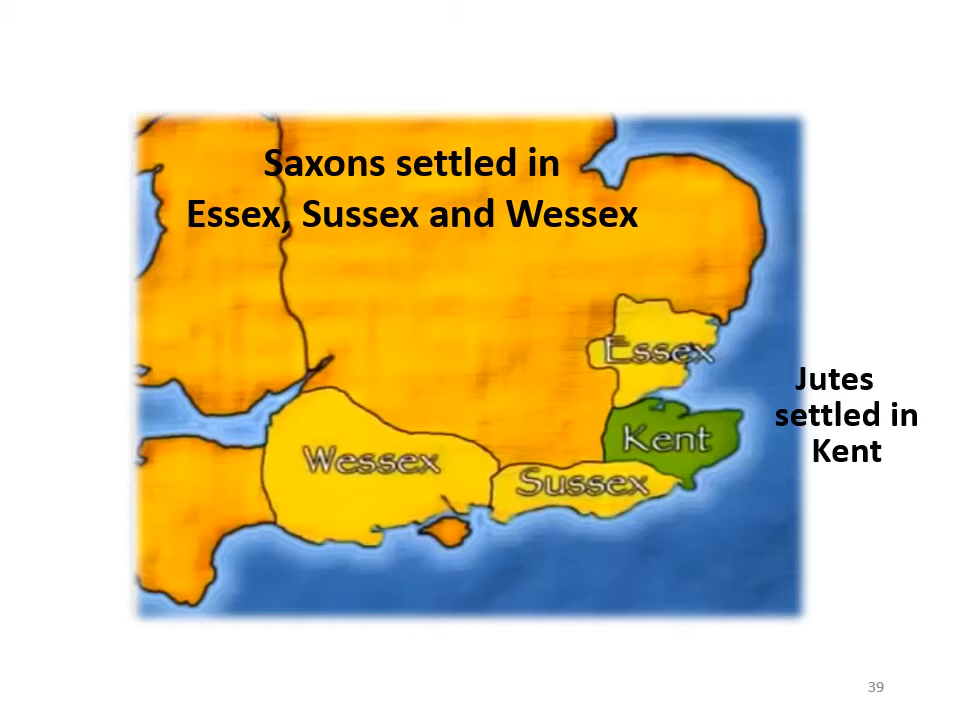 Saxons settled in
Essex, Sussex and Wessex
Essex
Jutes
settled in
Kent
Kent
Wessex
Sussex
39